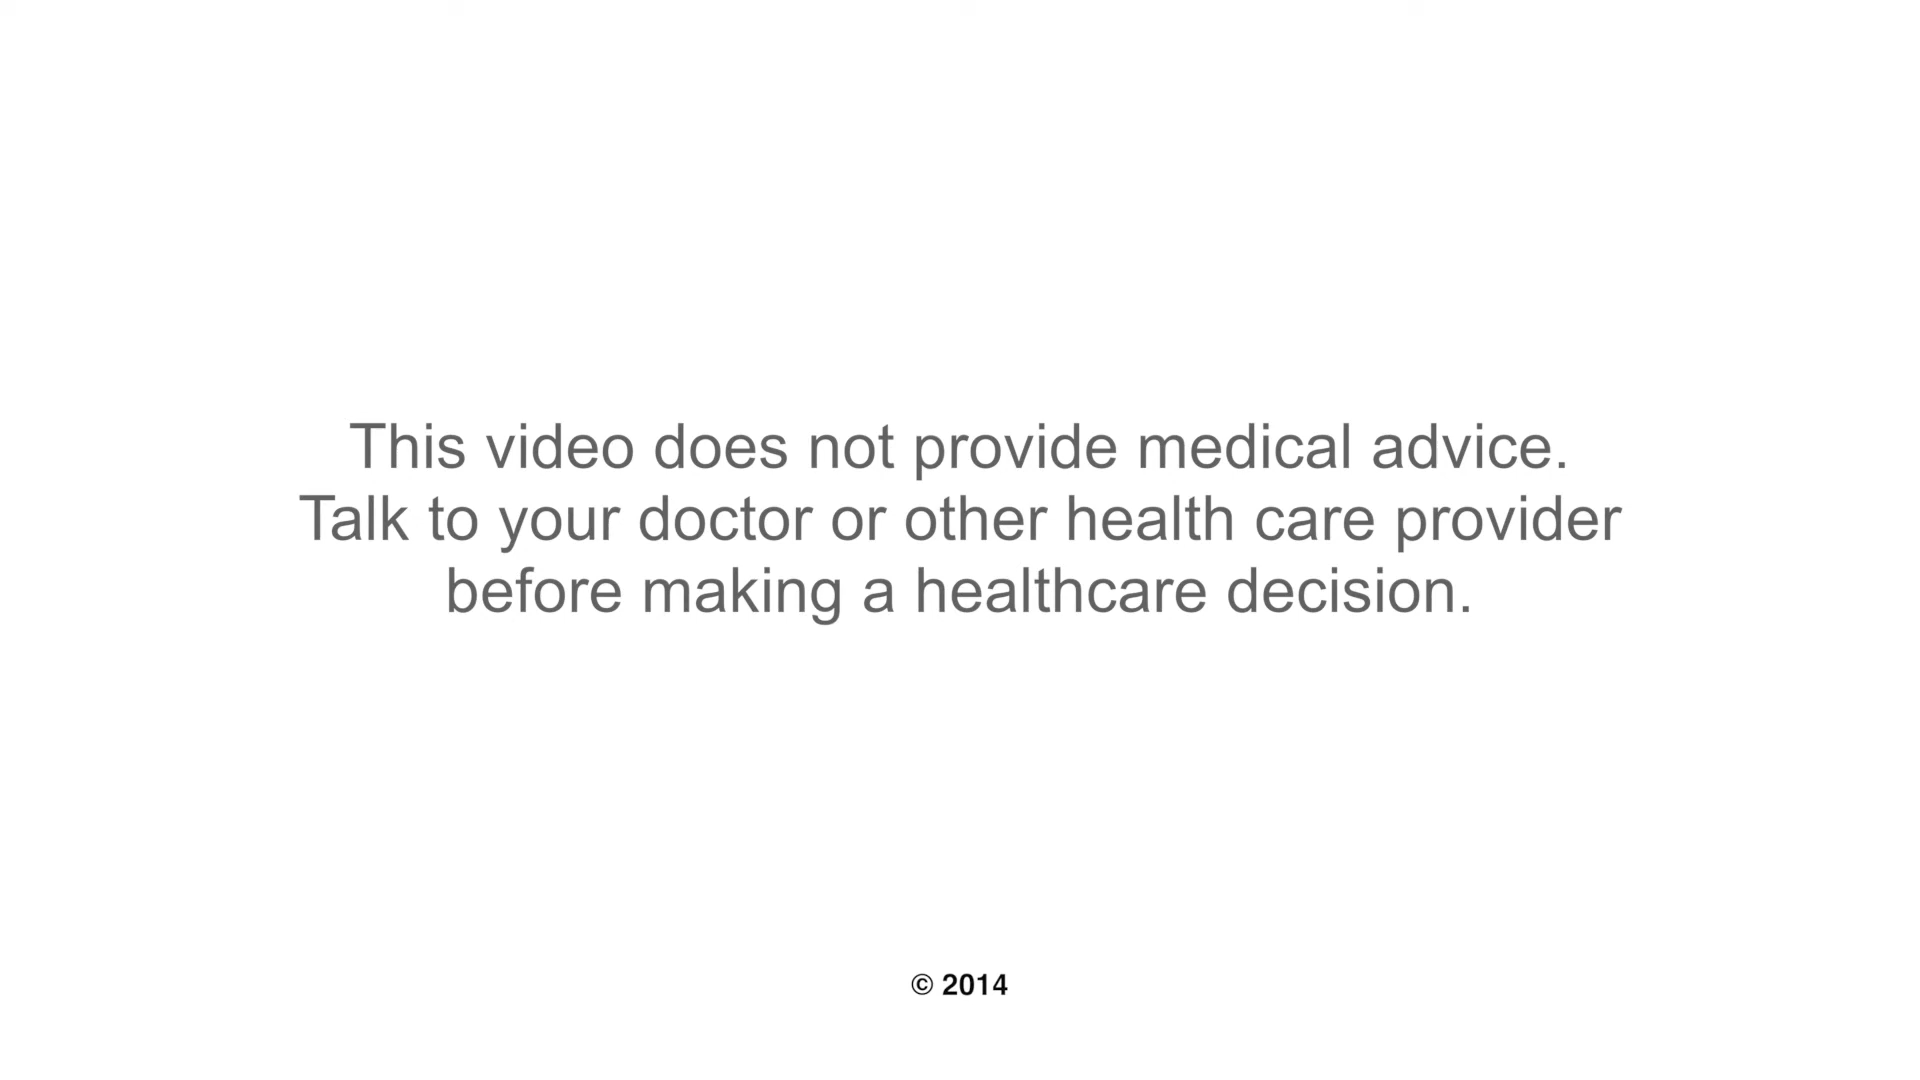 This video does not provide medical advice.
Talk to your doctor or other health care provider
before making a healthcare decision.
© 2014